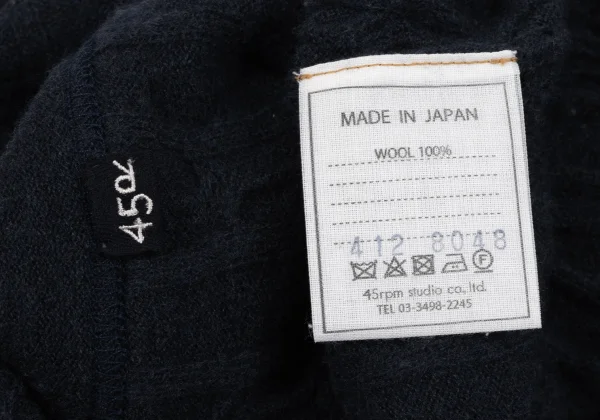 45R
MADE IN JAPAN
WOOL 100%
412 8048
F
45rpm studio co., ltd.
TEL 03-3498-2245